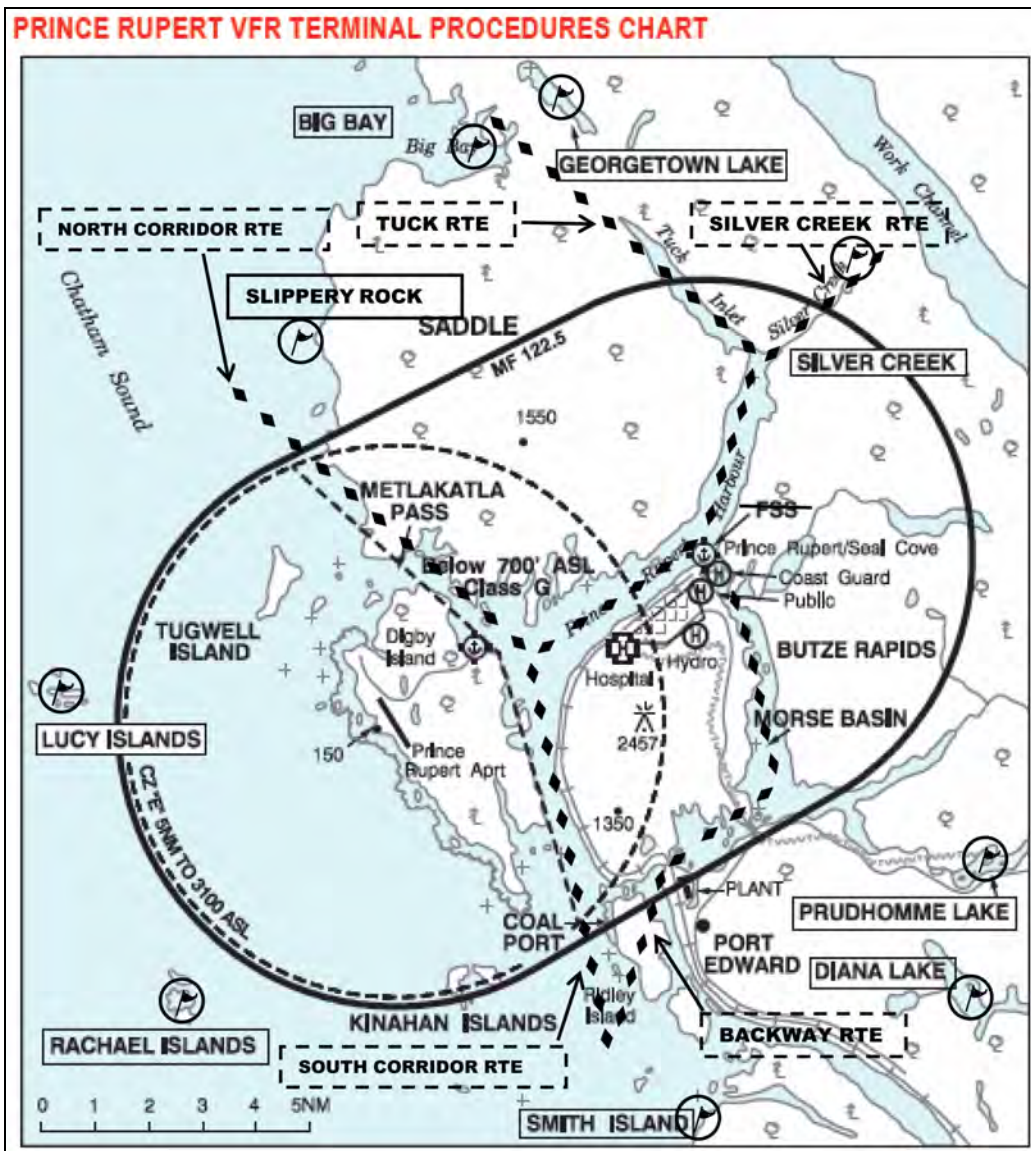 PRINCE RUPERT VFR TERMINAL PROCEDURES CHART
BIG BAY
Big Bay
GEORGETOWN LAKE
Work Channel
NORTH CORRIDOR RTE
TUCK RTE
SILVER CREEK RTE
Tuck
Inlet
Silver Creek
Chatham Sound
SLIPPERY ROCK
SADDLE
MF 122.5
SILVER CREEK
1550
METLAKATLA
PASS
Harbour
FSS
Below 700' ASL
Class G
Prince Rupert
Prince Rupert/Seal Cove
H
Coast Guard
H
Public
TUGWELL
ISLAND
Digby
Island
H
Hospital
H
Hydro
BUTZE RAPIDS
LUCY ISLANDS
2457
MORSE BASIN
150
Prince
Rupert Aprt
CZ "E" 5NM TO 3100 ASL
1350
PLANT
PRUDHOMME LAKE
COAL
PORT
PORT
EDWARD
DIANA LAKE
Ridley
Island
KINAHAN ISLANDS
RACHAEL ISLANDS
BACKWAY RTE
SOUTH CORRIDOR RTE
0 1 2 3 4 5NM
SMITH ISLAND